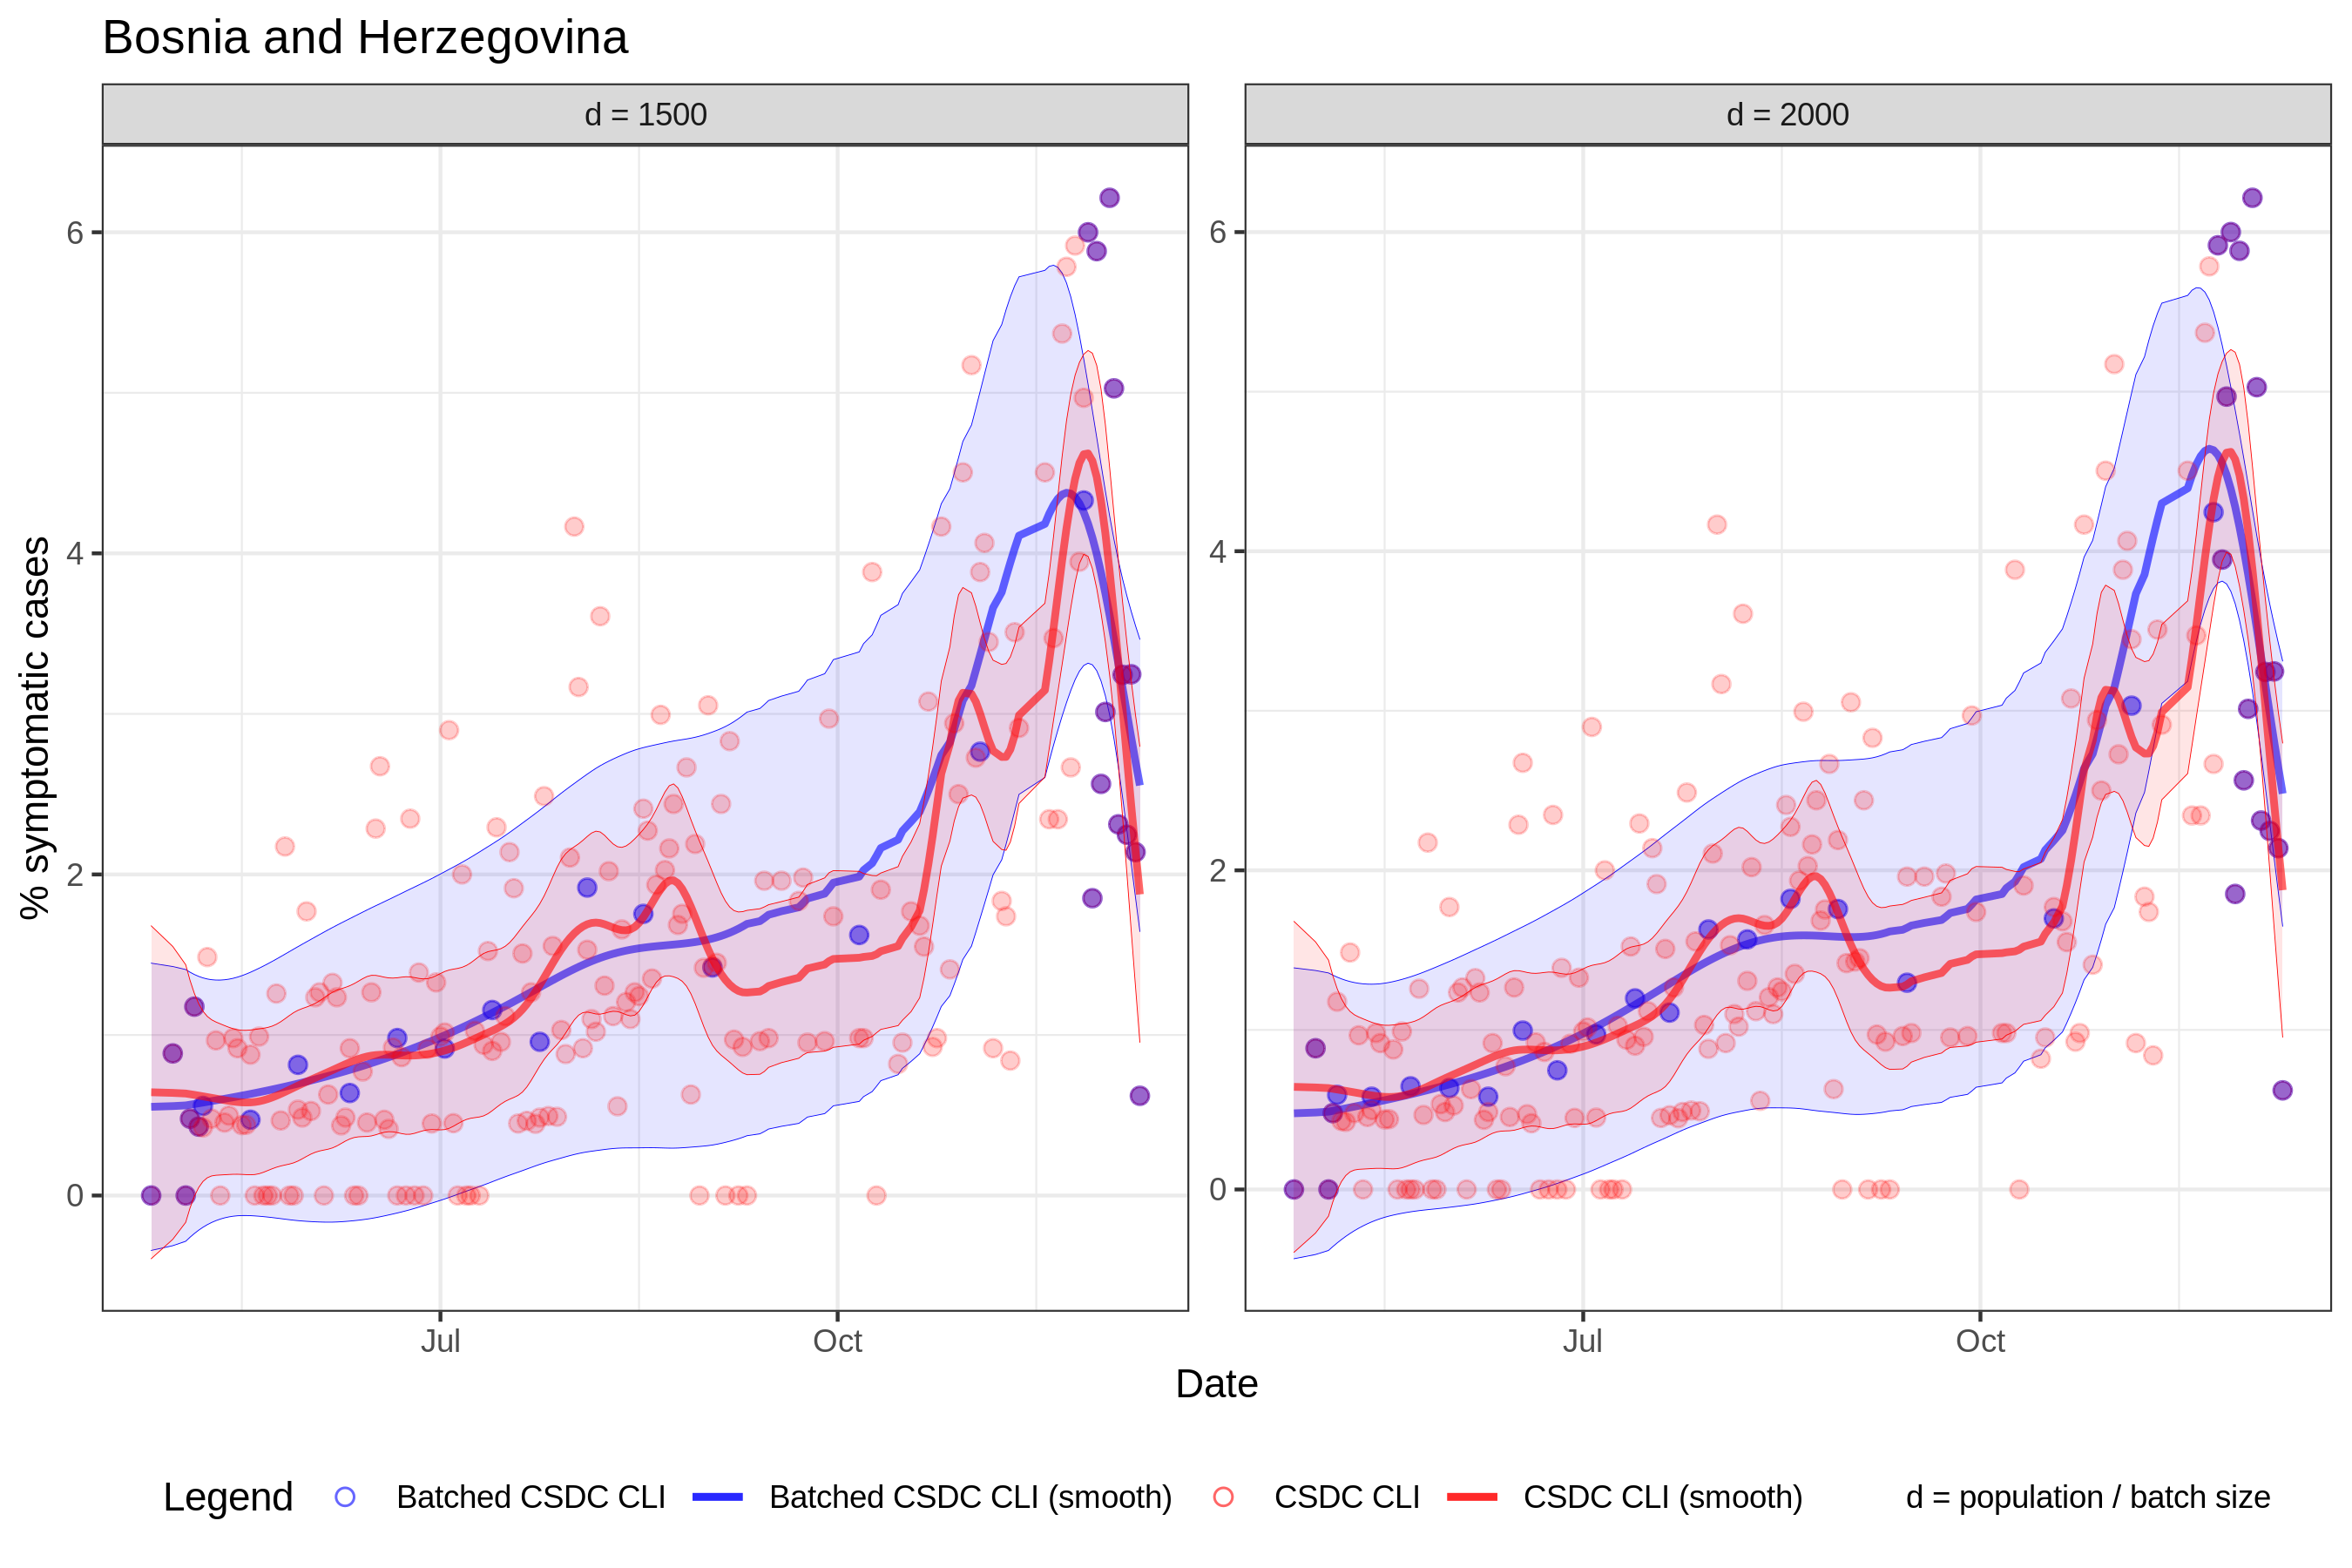 Bosnia and Herzegovina
d = 1500
d = 2000
% symptomatic cases
6
4
2
0
6
4
2
0
Jul
Oct
Jul
Oct
Date
Legend Batched CSDC CLI Batched CSDC CLI (smooth) CSDC CLI CSDC CLI (smooth) d = population / batch size